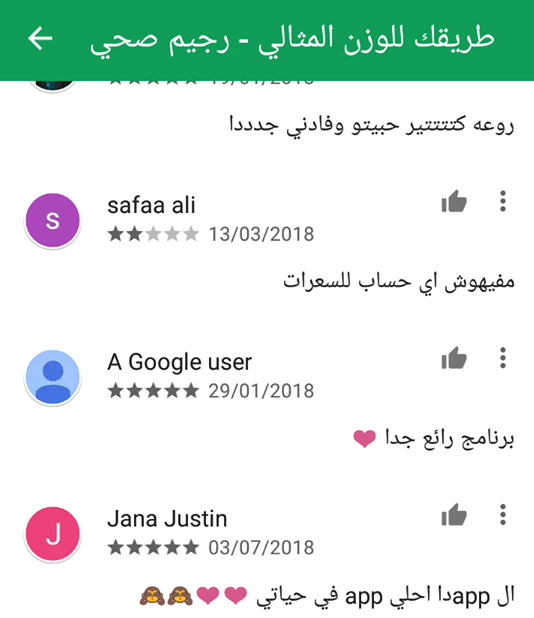 طريقك للوزن المثالي - رجيم صحي
روعه كتتتتير حبيتو وفادني جدددا
safaa ali
13/03/2018
مفيهوش اي حساب للسعرات
A Google user
29/01/2018
برنامج رائع جدا ❤
Jana Justin
03/07/2018
ال appدا احلي app في حياتي ❤❤🙈🙈